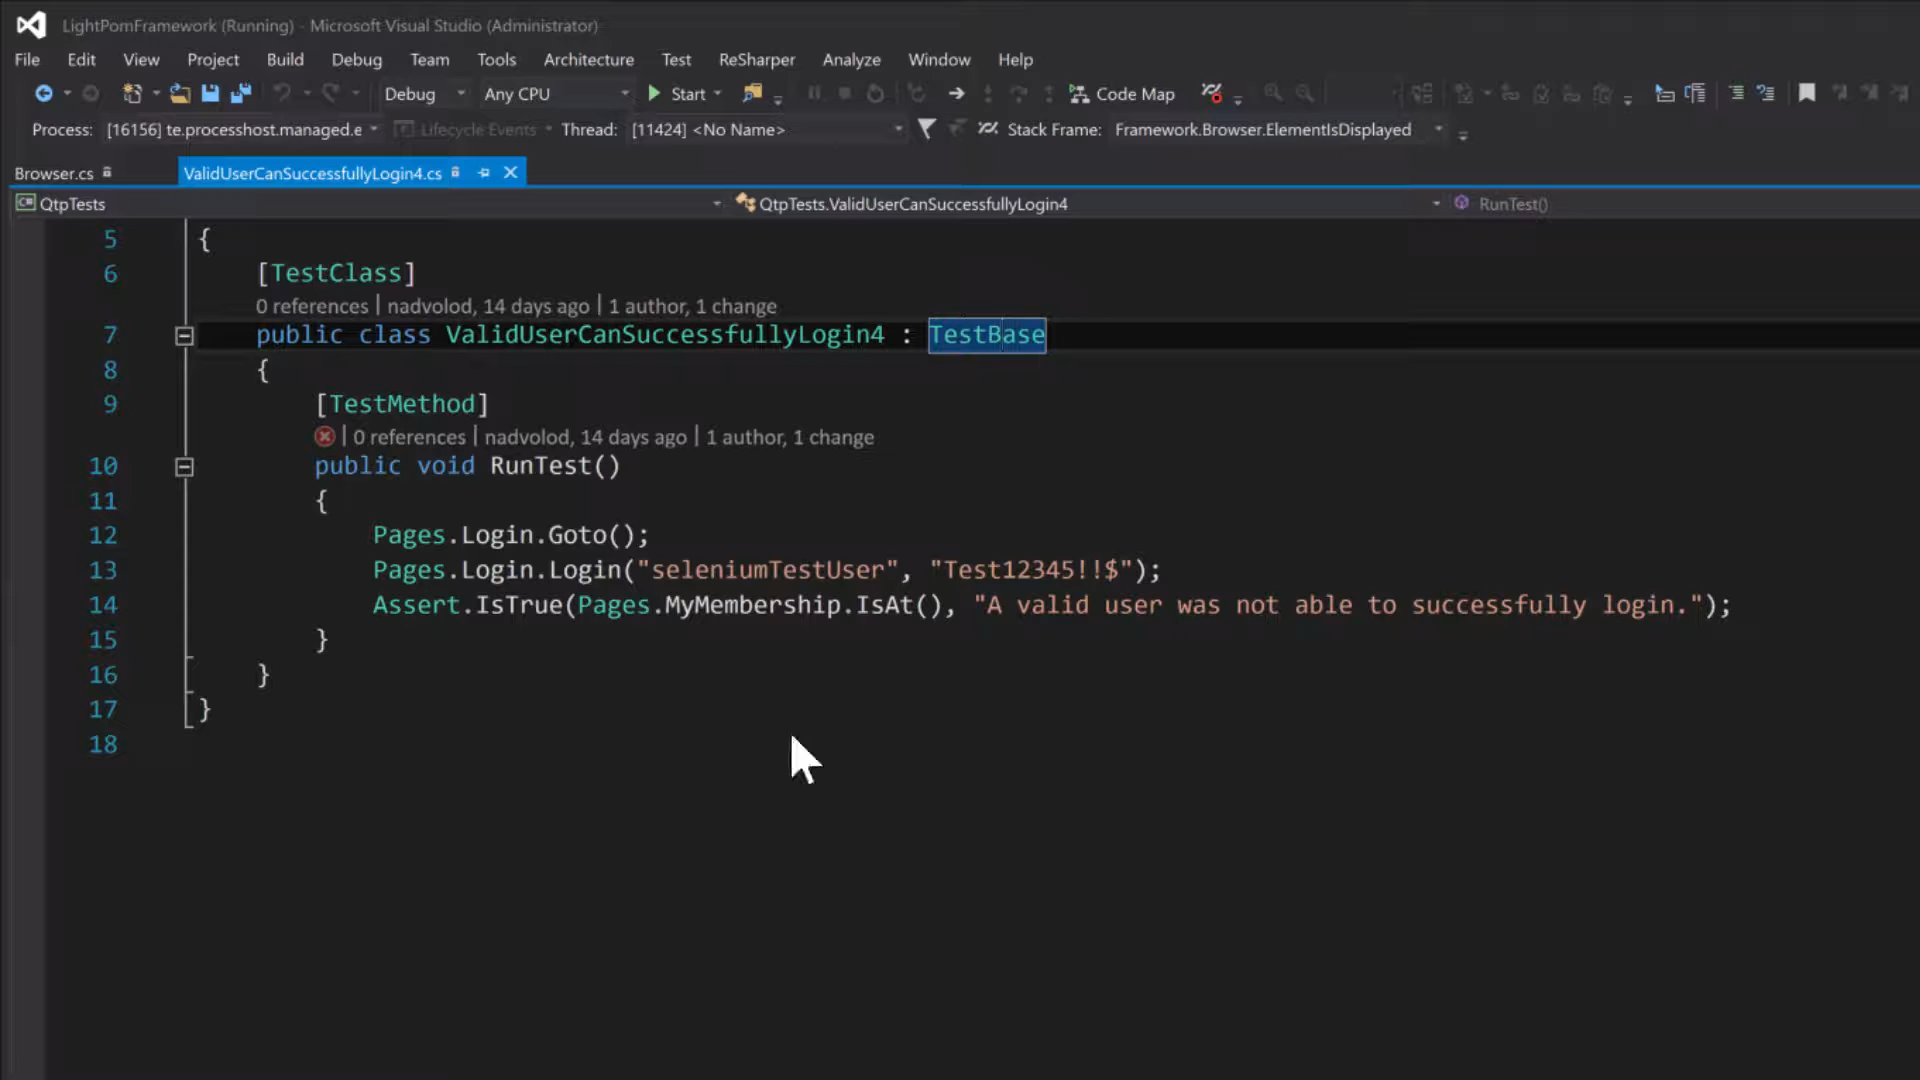 LightPomFramework (Running) - Microsoft Visual Studio (Administrator)
File Edit View Project Build Debug Team Tools Architecture Test ReSharper Analyze Window Help
Debug Any CPU Start Code Map
Process: [16156] te.processhost.managed.e Lifecycle Events Thread: [11424] <No Name> Stack Frame: Framework.Browser.ElementIsDisplayed
Browser.cs ValidUserCanSuccessfullyLogin4.cs
QtpTests QtpTests.ValidUserCanSuccessfullyLogin4 RunTest()
5 {
6 [TestClass]
0 references | nadvolod, 14 days ago | 1 author, 1 change
7 public class ValidUserCanSuccessfullyLogin4 : TestBase
8 {
9 [TestMethod]
| 0 references | nadvolod, 14 days ago | 1 author, 1 change
10 public void RunTest()
11 {
12 Pages.Login.Goto();
13 Pages.Login.Login("seleniumTestUser", "Test12345!!$");
14 Assert.IsTrue(Pages.MyMembership.IsAt(), "A valid user was not able to successfully login.");
15 }
16 }
17 }
18